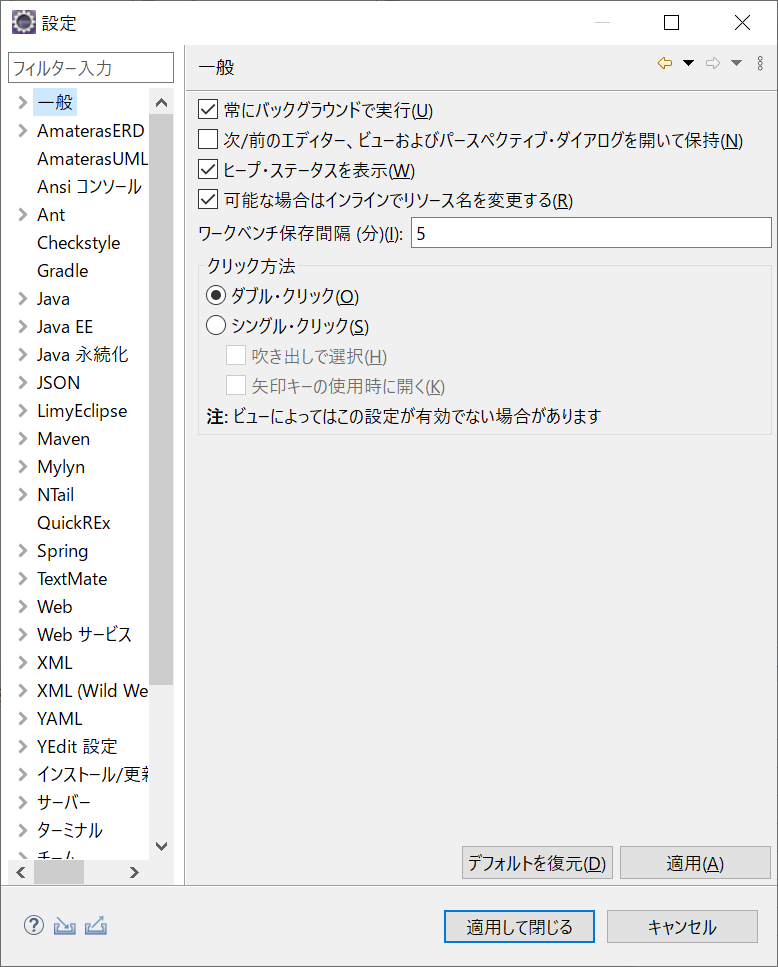 設定
フィルター入力
一般
AmaterasERD
AmaterasUML
Ansi コンソール
Ant
Checkstyle
Gradle
Java
Java EE
Java 永続化
JSON
LimyEclipse
Maven
Mylyn
NTail
QuickREx
Spring
TextMate
Web
Web サービス
XML
XML (Wild We
YAML
YEdit 設定
インストール/更新
サーバー
ターミナル
チーム
一般
常にバックグラウンドで実行(U)
次/前のエディター、ビューおよびパースペクティブ・ダイアログを開いて保持(N)
ヒープ・ステータスを表示(W)
可能な場合はインラインでリソース名を変更する(R)
ワークベンチ保存間隔 (分)(I): 5
クリック方法
ダブル・クリック(O)
シングル・クリック(S)
吹き出しで選択(H)
矢印キーの使用時に開く(K)
注: ビューによってはこの設定が有効でない場合があります
デフォルトを復元(D) 適用(A)
適用して閉じる キャンセル